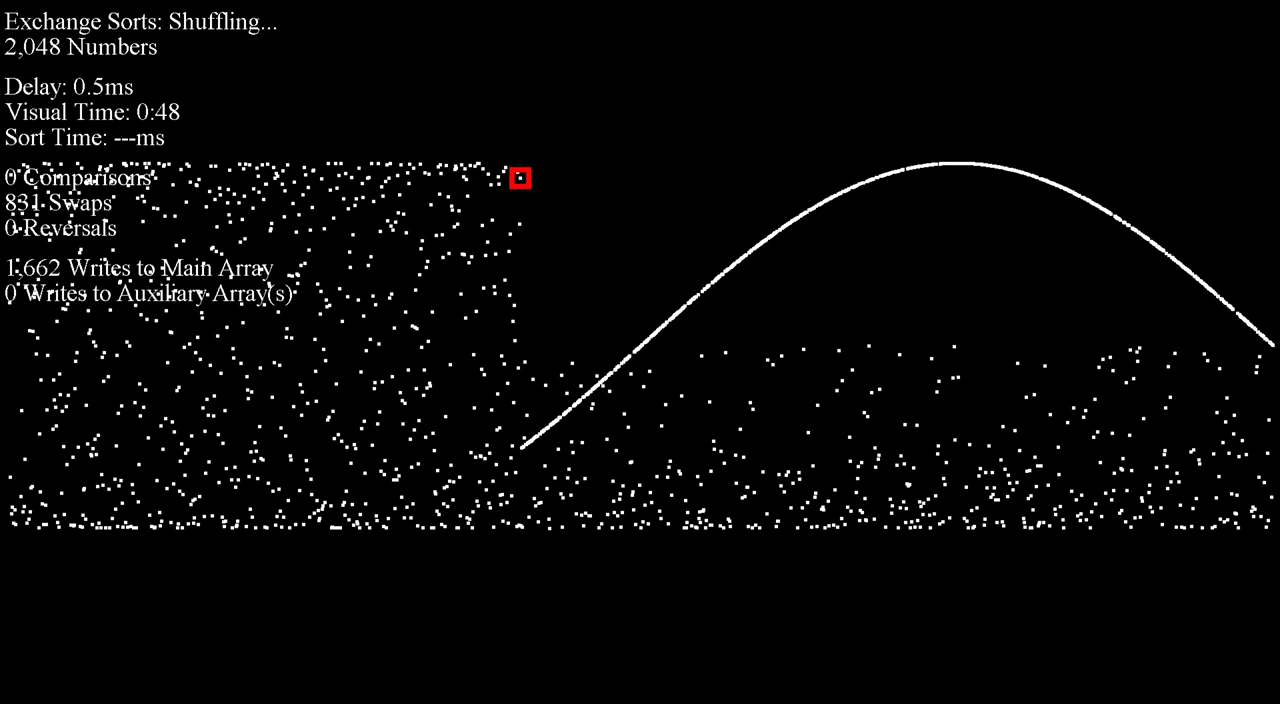 Exchange Sorts: Shuffling...
2,048 Numbers
Delay: 0.5ms
Visual Time: 0:48
Sort Time: ---ms
0 Comparisons
831 Swaps
0 Reversals
1,662 Writes to Main Array
0 Writes to Auxiliary Array(s)